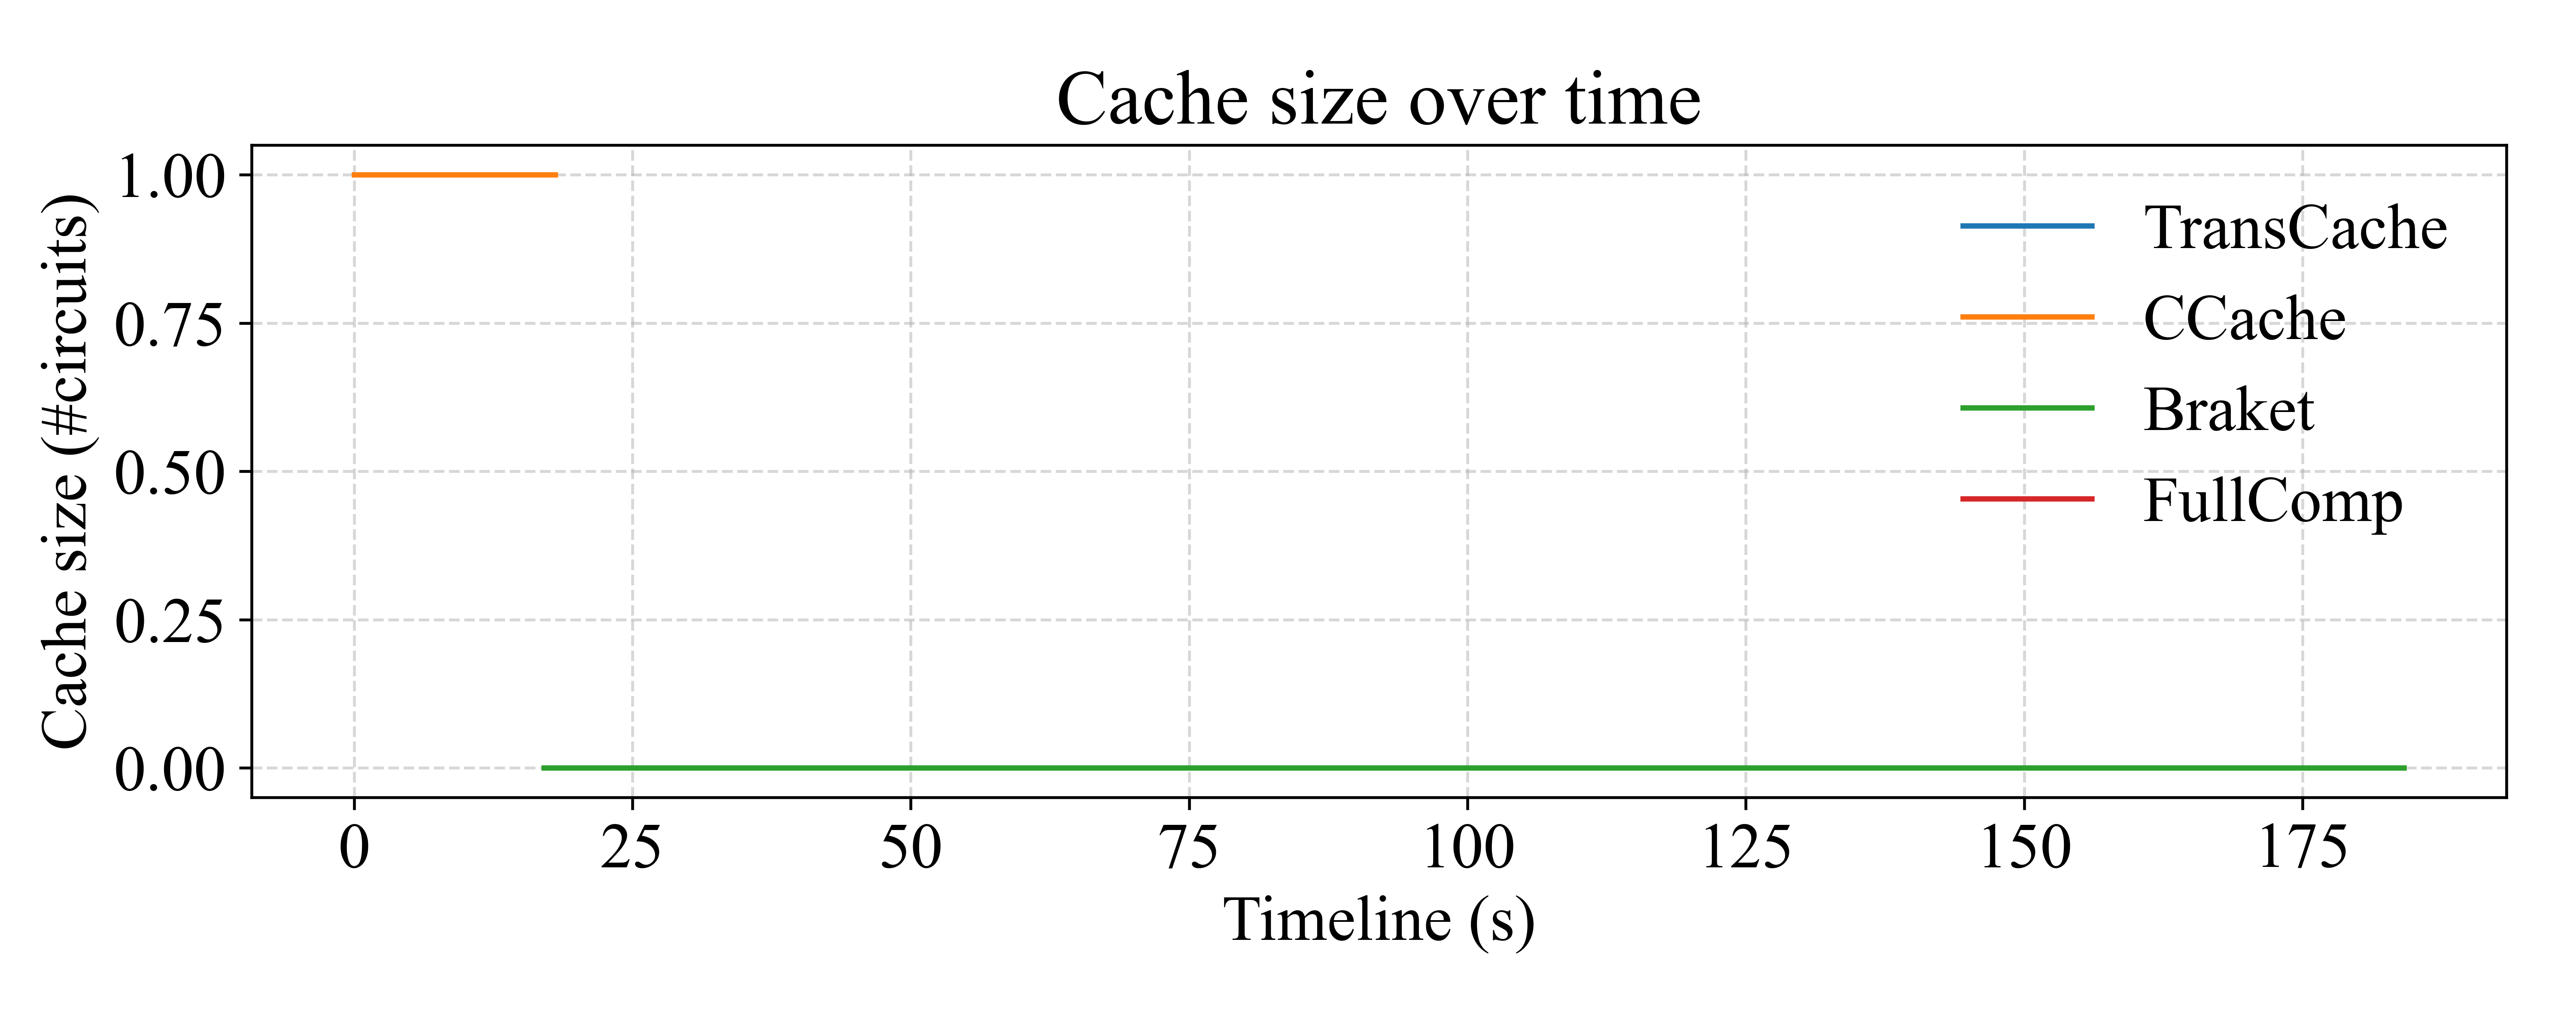 Cache size over time
Cache size (#circuits)
1.00
0.75
0.50
0.25
0.00
TransCache
CCache
Braket
FullComp
0 25 50 75 100 125 150 175
Timeline (s)